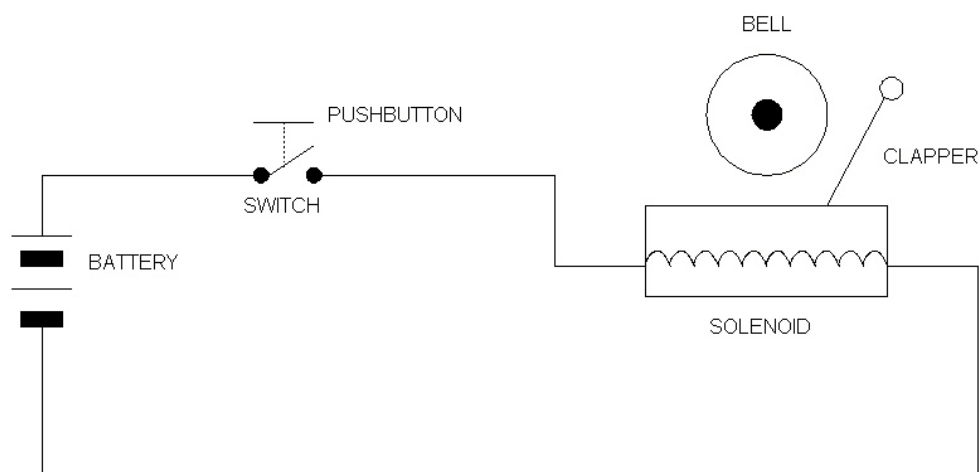 BELL
PUSHBUTTON
CLAPPER
SWITCH
BATTERY
SOLENOID